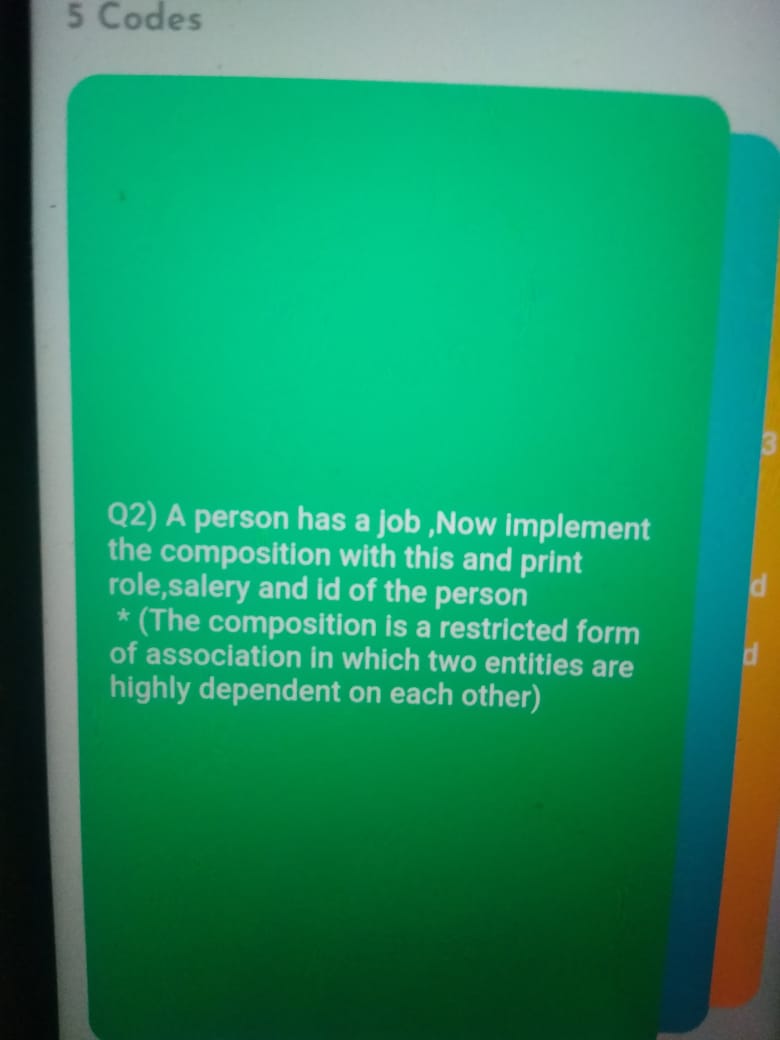 5 Codes
Q2) A person has a job ,Now implement
the composition with this and print
role,salery and id of the person
* (The composition is a restricted form
of association in which two entities are
highly dependent on each other)
3
d
d